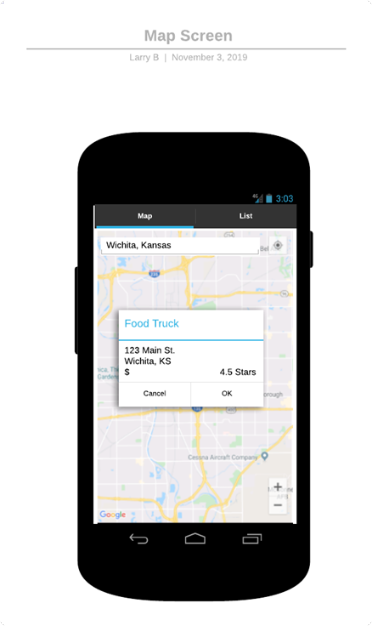 Map Screen
Larry B | November 3, 2019
3:03
Map
List
Wichita, Kansas
Food Truck
123 Main St.
Wichita, KS
$ 4.5 Stars
Cancel OK
Cessna Aircraft Company
+
−
Google